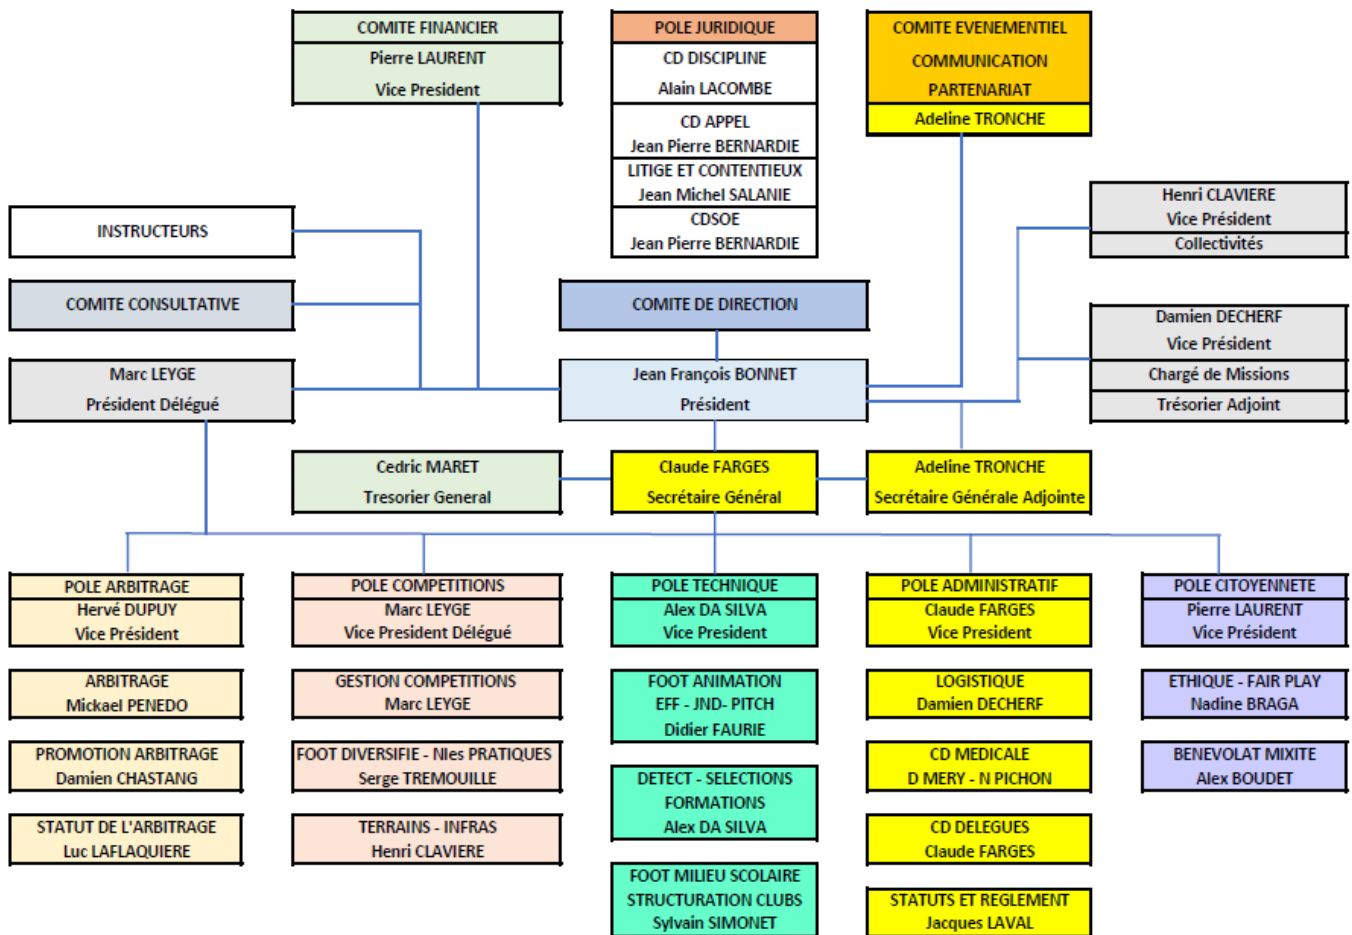 COMITE FINANCIER
Pierre LAURENT
Vice President
POLE JURIDIQUE
CD DISCIPLINE
Alain LACOMBE
CD APPEL
Jean Pierre BERNARDIE
LITIGE ET CONTENTIEUX
Jean Michel SALANIE
CDSOE
Jean Pierre BERNARDIE
COMITE EVENEMENTIEL
COMMUNICATION
PARTENARIAT
Adeline TRONCHE
Henri CLAVIERE
Vice Président
Collectivités
INSTRUCTEURS
COMITE CONSULTATIVE
COMITE DE DIRECTION
Damien DECHERF
Vice Président
Chargé de Missions
Trésorier Adjoint
Marc LEYGE
Président Délégué
Jean François BONNET
Président
Cedric MARET
Tresorier General
Claude FARGES
Secrétaire Général
Adeline TRONCHE
Secrétaire Générale Adjointe
POLE ARBITRAGE
Hervé DUPUY
Vice Président
ARBITRAGE
Mickael PENEDO
PROMOTION ARBITRAGE
Damien CHASTANG
STATUT DE L'ARBITRAGE
Luc LAFLAQUIERE
POLE COMPETITIONS
Marc LEYGE
Vice President Délégué
GESTION COMPETITIONS
Marc LEYGE
FOOT DIVERSIFIE - Nles PRATIQUES
Serge TREMOUILLE
TERRAINS - INFRAS
Henri CLAVIERE
POLE TECHNIQUE
Alex DA SILVA
Vice President
FOOT ANIMATION
EFF - JND- PITCH
Didier FAURIE
DETECT - SELECTIONS
FORMATIONS
Alex DA SILVA
FOOT MILIEU SCOLAIRE
STRUCTURATION CLUBS
Sylvain SIMONET
POLE ADMINISTRATIF
Claude FARGES
Vice President
LOGISTIQUE
Damien DECHERF
CD MEDICALE
D MERY - N PICHON
CD DELEGUES
Claude FARGES
STATUTS ET REGLEMENT
Jacques LAVAL
POLE CITOYENNETE
Pierre LAURENT
Vice Président
ETHIQUE - FAIR PLAY
Nadine BRAGA
BENEVOLAT MIXITE
Alex BOUDET